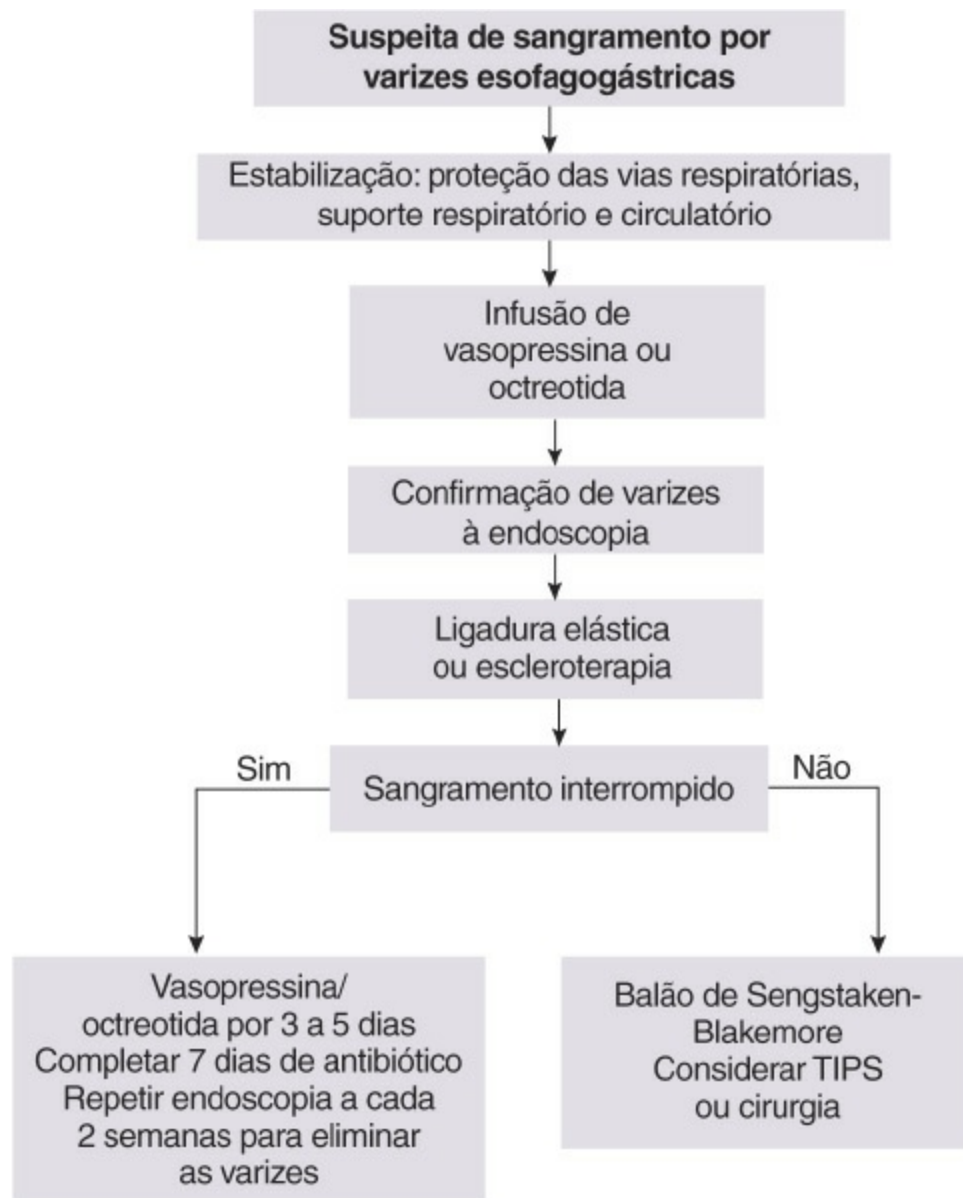 Suspeita de sangramento por
varizes esofagogástricas
Estabilização: proteção das vias respiratórias,
suporte respiratório e circulatório
Infusão de
vasopressina ou
octreotida
Confirmação de varizes
à endoscopia
Ligadura elástica
ou escleroterapia
Sangramento interrompido
Sim
Não
Vasopressina/
octreotida por 3 a 5 dias
Completar 7 dias de antibiótico
Repetir endoscopia a cada
2 semanas para eliminar
as varizes
Balão de Sengstaken-
Blakemore
Considerar TIPS
ou cirurgia